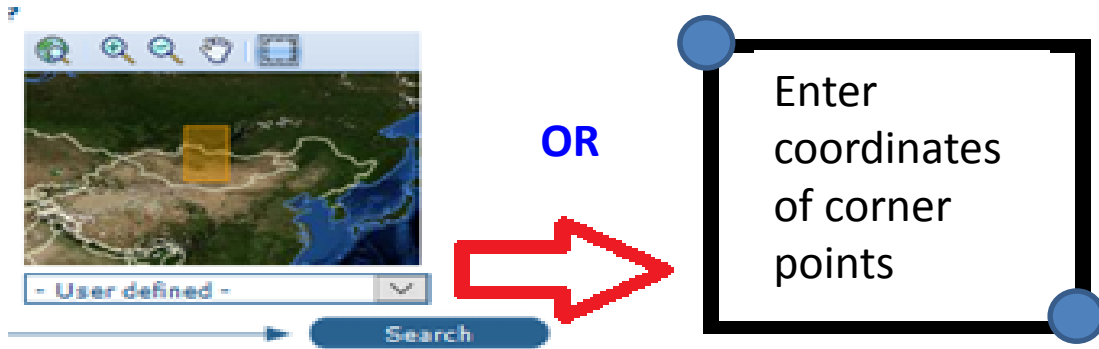 OR
Enter
coordinates
of corner
points
- User defined -
Search